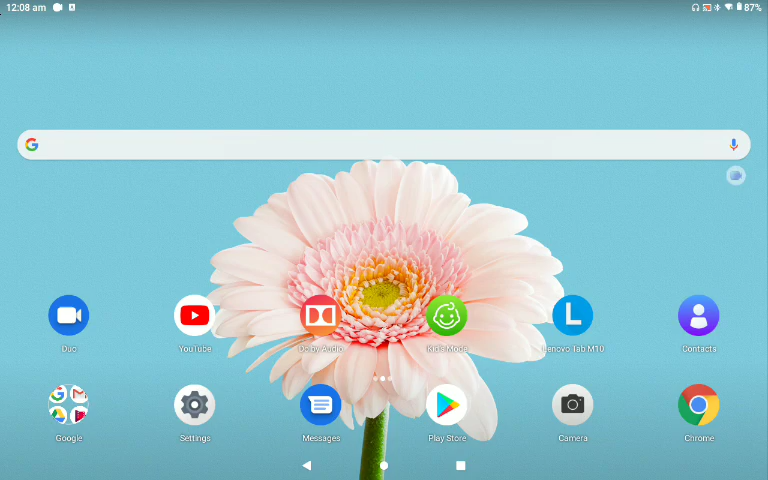 12:08 am
87%
Duo
YouTube
Dolby Audio
Kid's Mode
Lenovo Tab M10
Contacts
Google
Settings
Messages
Play Store
Camera
Chrome